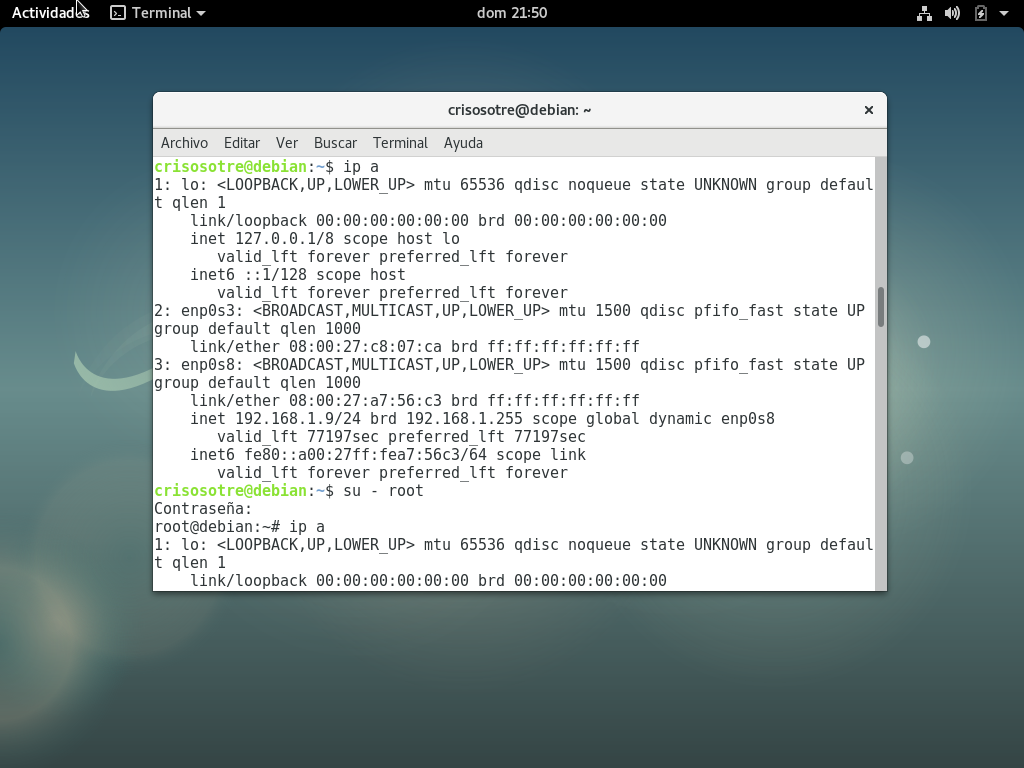 Actividades Terminal dom 21:50
crisosotre@debian: ~ ×
Archivo Editar Ver Buscar Terminal Ayuda
crisosotre@debian:~$ ip a
1: lo: <LOOPBACK,UP,LOWER_UP> mtu 65536 qdisc noqueue state UNKNOWN group defaul
t qlen 1
    link/loopback 00:00:00:00:00:00 brd 00:00:00:00:00:00
    inet 127.0.0.1/8 scope host lo
       valid_lft forever preferred_lft forever
    inet6 ::1/128 scope host
       valid_lft forever preferred_lft forever
2: enp0s3: <BROADCAST,MULTICAST,UP,LOWER_UP> mtu 1500 qdisc pfifo_fast state UP
group default qlen 1000
    link/ether 08:00:27:c8:07:ca brd ff:ff:ff:ff:ff:ff
3: enp0s8: <BROADCAST,MULTICAST,UP,LOWER_UP> mtu 1500 qdisc pfifo_fast state UP
group default qlen 1000
    link/ether 08:00:27:a7:56:c3 brd ff:ff:ff:ff:ff:ff
    inet 192.168.1.9/24 brd 192.168.1.255 scope global dynamic enp0s8
       valid_lft 77197sec preferred_lft 77197sec
    inet6 fe80::a00:27ff:fea7:56c3/64 scope link
       valid_lft forever preferred_lft forever
crisosotre@debian:~$ su - root
Contraseña:
root@debian:~# ip a
1: lo: <LOOPBACK,UP,LOWER_UP> mtu 65536 qdisc noqueue state UNKNOWN group defaul
t qlen 1
    link/loopback 00:00:00:00:00:00 brd 00:00:00:00:00:00